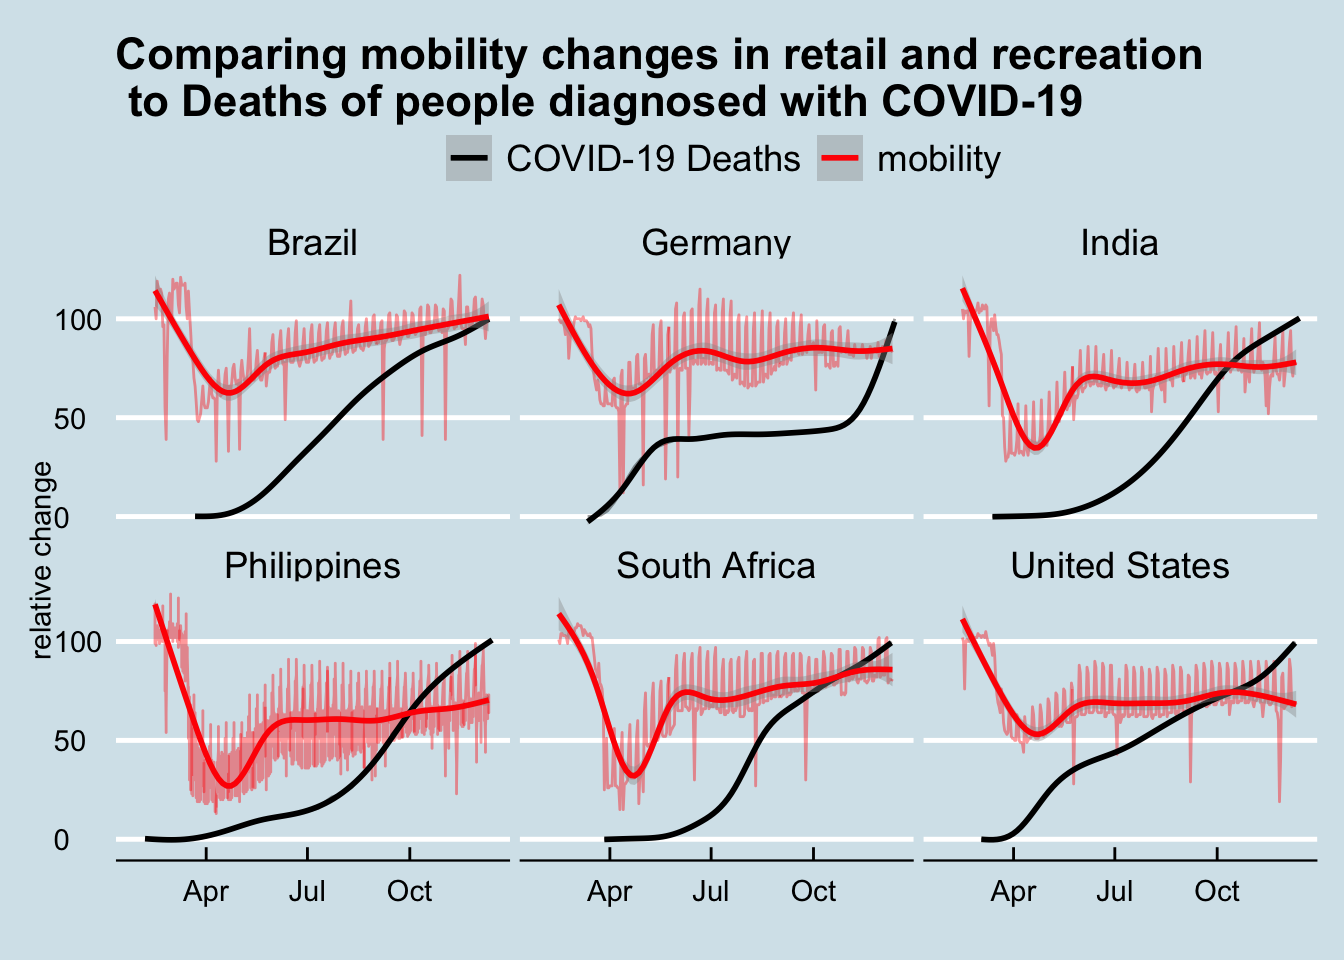 Comparing mobility changes in retail and recreation
to Deaths of people diagnosed with COVID-19
COVID-19 Deaths mobility
Brazil Germany India
100
50
0
relative change
Philippines South Africa United States
100
50
0
Apr Jul Oct Apr Jul Oct Apr Jul Oct